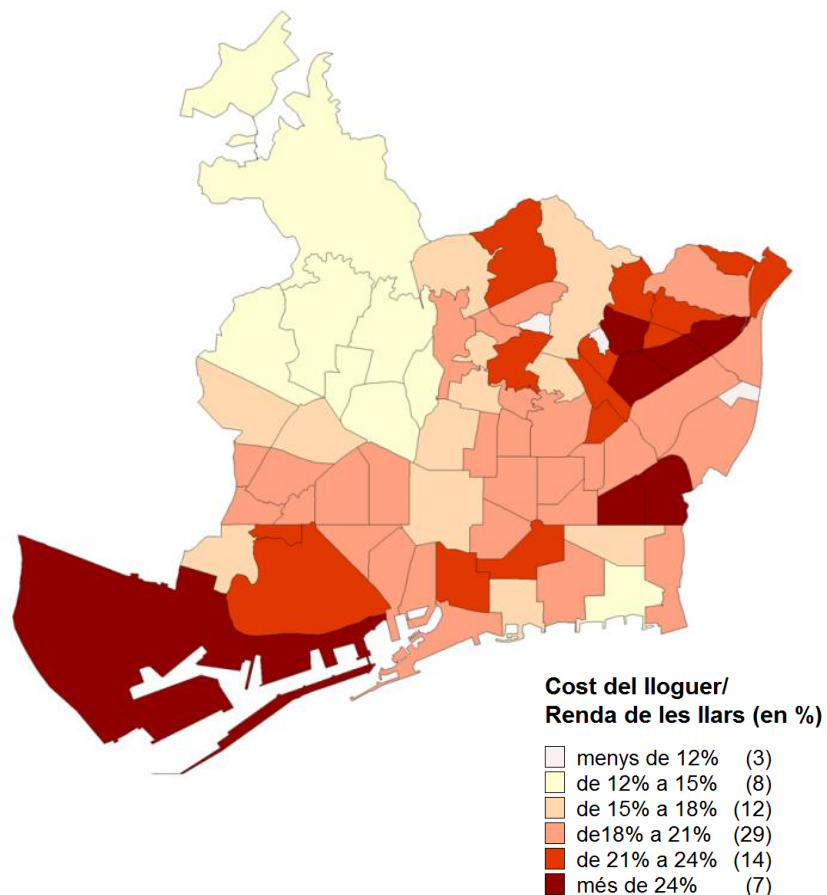 Cost del lloguer/
Renda de les llars (en %)
menys de 12% (3)
de 12% a 15% (8)
de 15% a 18% (12)
de18% a 21% (29)
de 21% a 24% (14)
més de 24% (7)